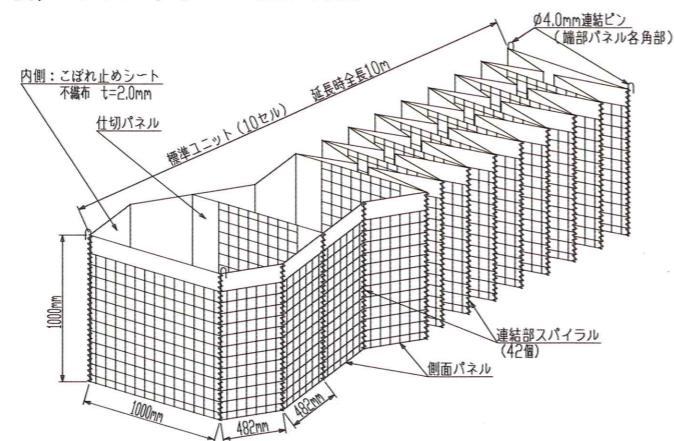 Ø4.0mm連結ピン
(端部パネル各角部)
内側：こぼれ止めシート
不織布 t=2.0mm
仕切パネル
標準ユニット(10セル)
延長時全長10m
1000mm
1000mm
482mm
482mm
連結部スパイラル
(42個)
側面パネル